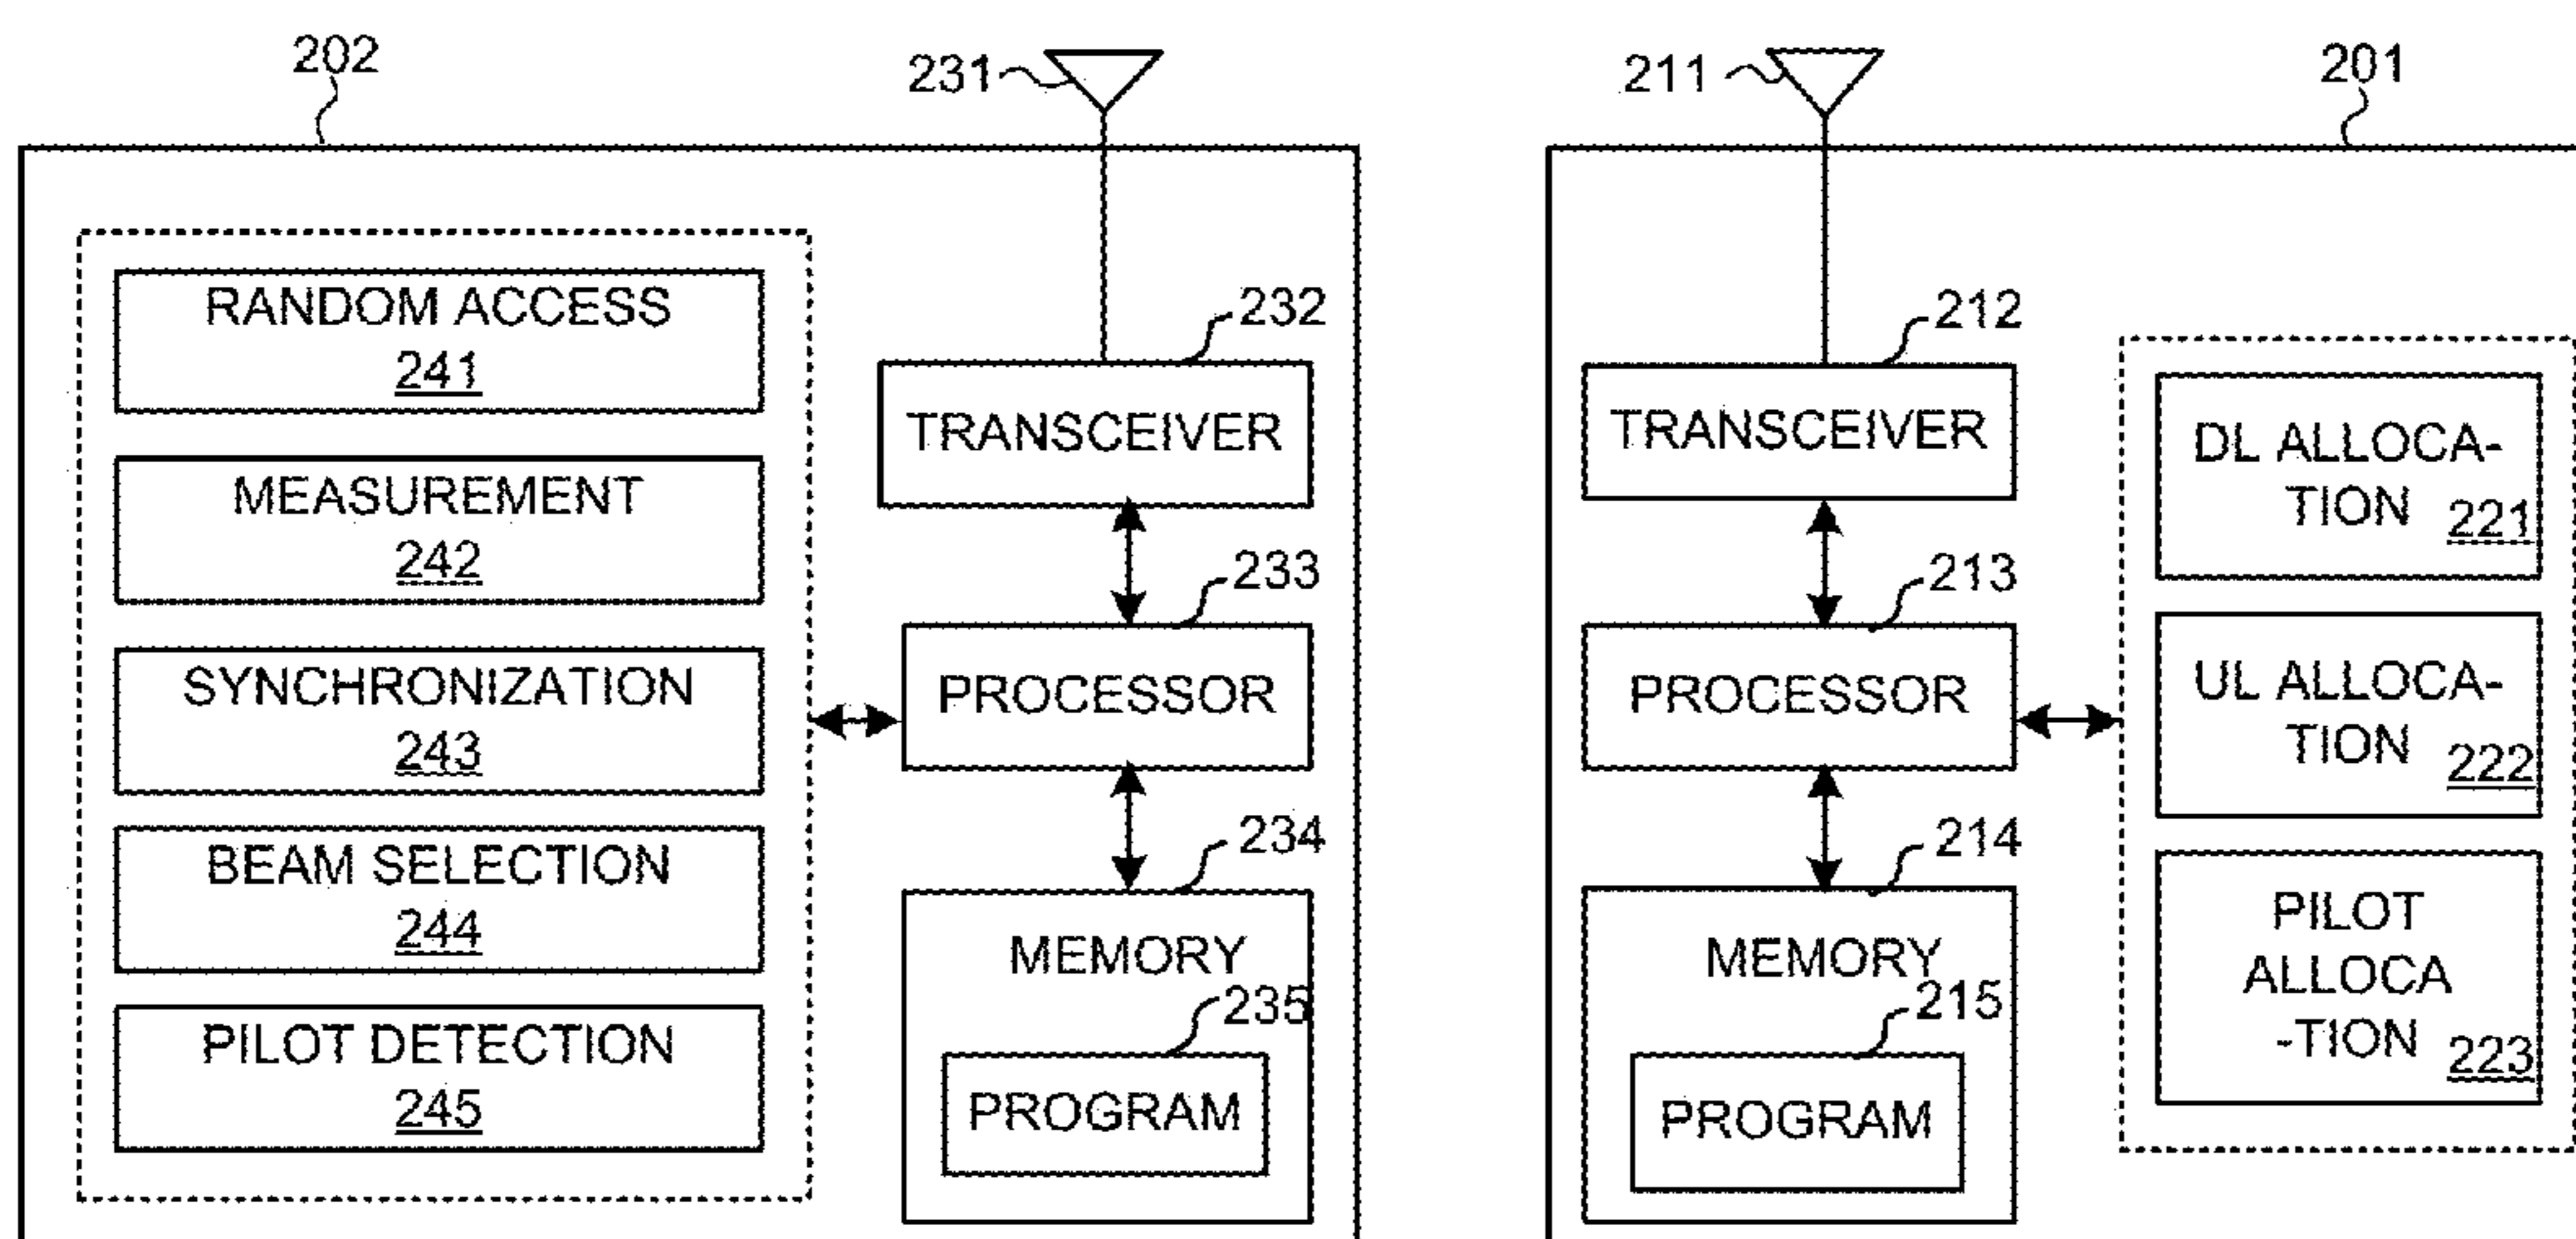 202
231
211
201
RANDOM ACCESS
241
MEASUREMENT
242
SYNCHRONIZATION
243
BEAM SELECTION
244
PILOT DETECTION
245
232
TRANSCEIVER
233
PROCESSOR
234
MEMORY
235
PROGRAM
212
TRANSCEIVER
213
PROCESSOR
214
MEMORY
215
PROGRAM
DL ALLOCA-
TION 221
UL ALLOCA-
TION 222
PILOT
ALLOCA
-TION 223